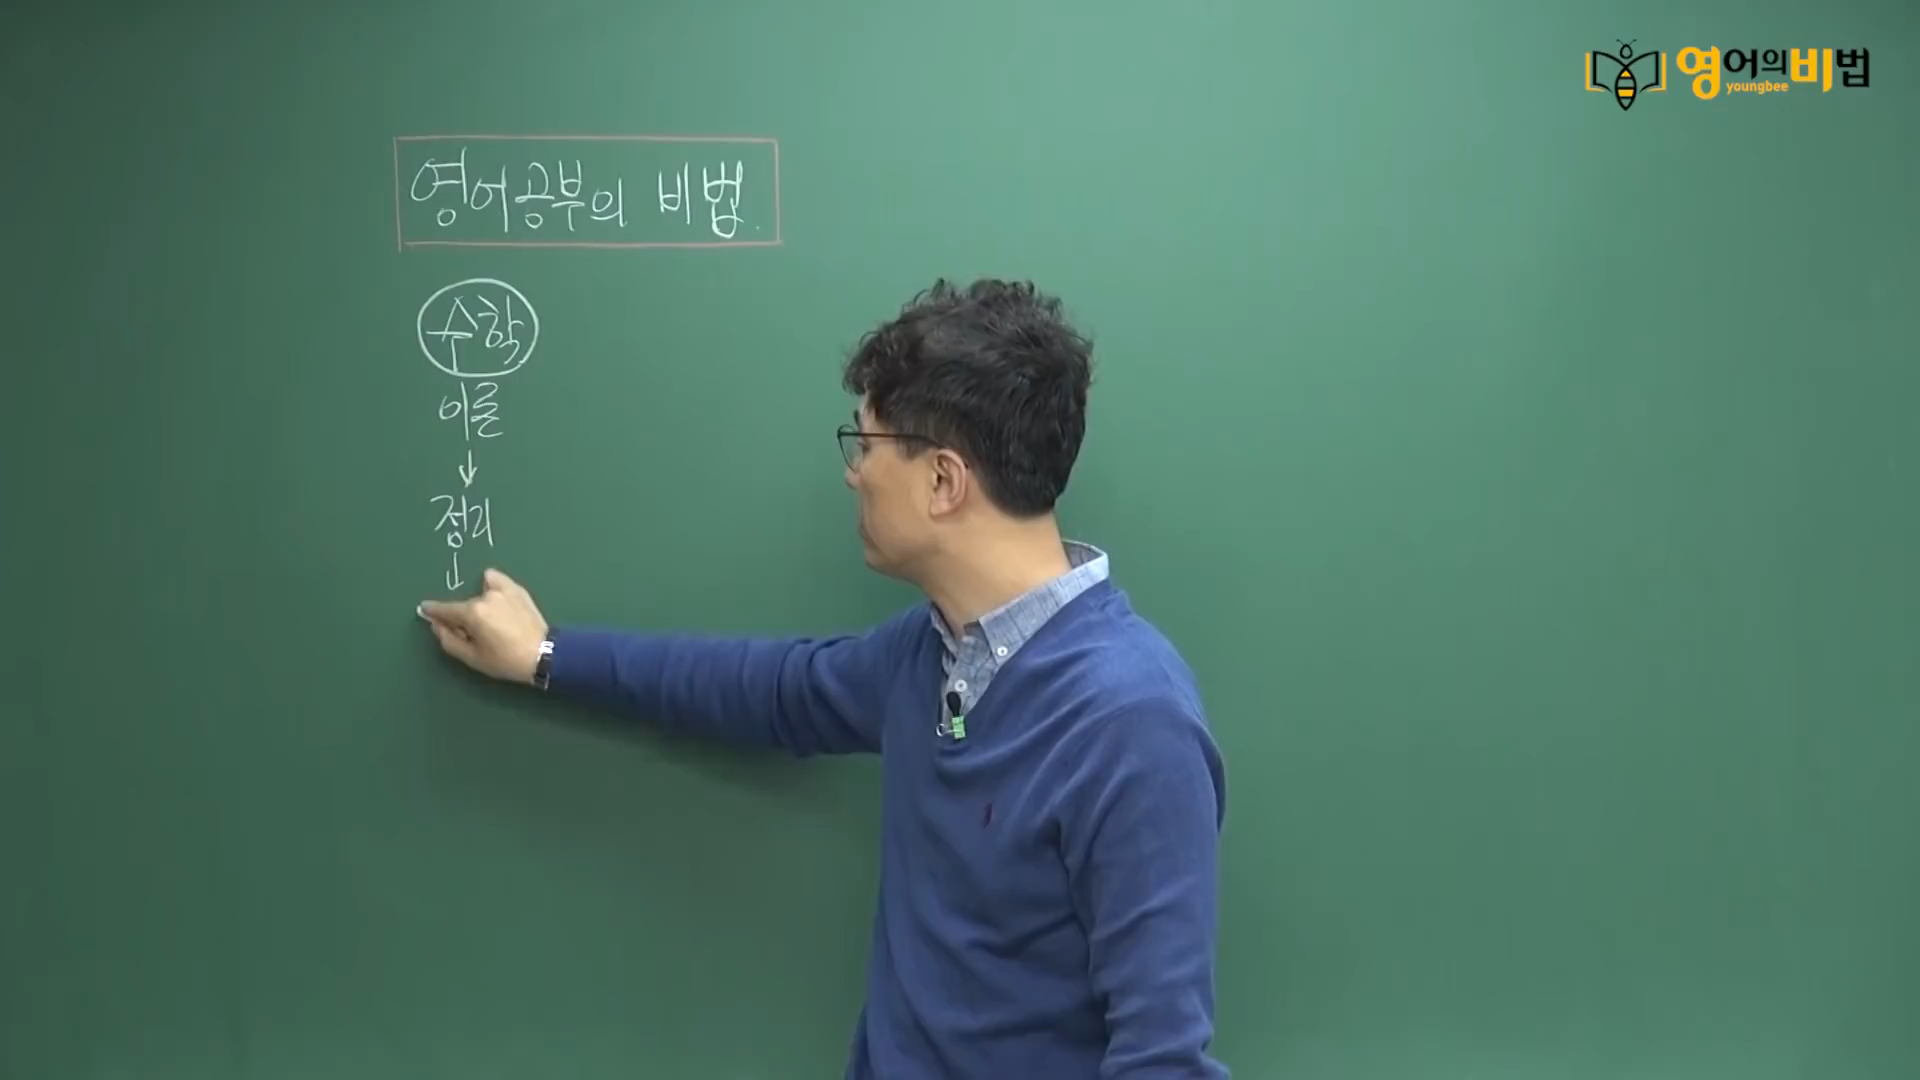 영어의비법
youngbee
영어공부의 비법.
수학
이론
↓
정리
↓